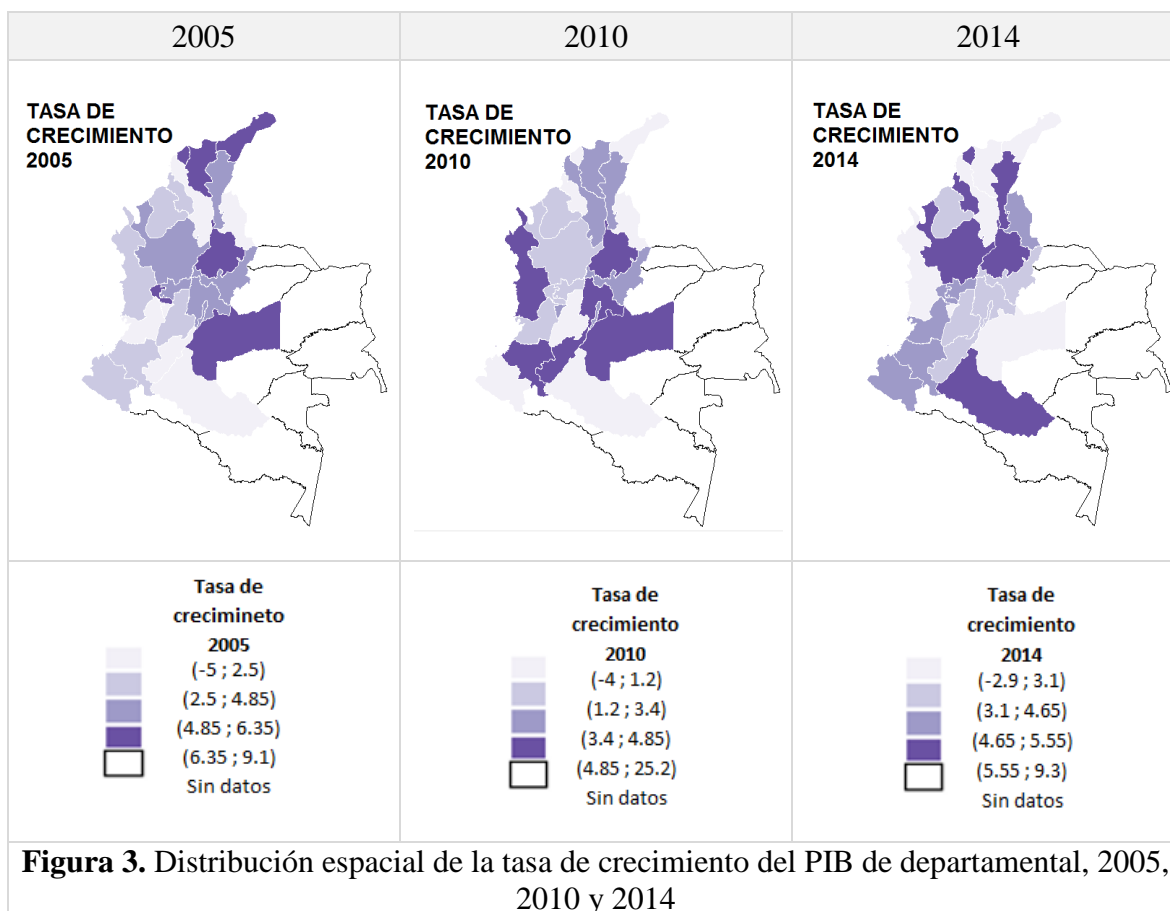 2005
2010
2014
TASA DE
CRECIMIENTO
2005
TASA DE
CRECIMIENTO
2010
TASA DE
CRECIMIENTO
2014
Tasa de
crecimineto
2005
(-5 ; 2.5)
(2.5 ; 4.85)
(4.85 ; 6.35)
(6.35 ; 9.1)
Sin datos
Tasa de
crecimiento
2010
(-4 ; 1.2)
(1.2 ; 3.4)
(3.4 ; 4.85)
(4.85 ; 25.2)
Sin datos
Tasa de
crecimiento
2014
(-2.9 ; 3.1)
(3.1 ; 4.65)
(4.65 ; 5.55)
(5.55 ; 9.3)
Sin datos
Figura 3. Distribución espacial de la tasa de crecimiento del PIB de departamental, 2005,
2010 y 2014